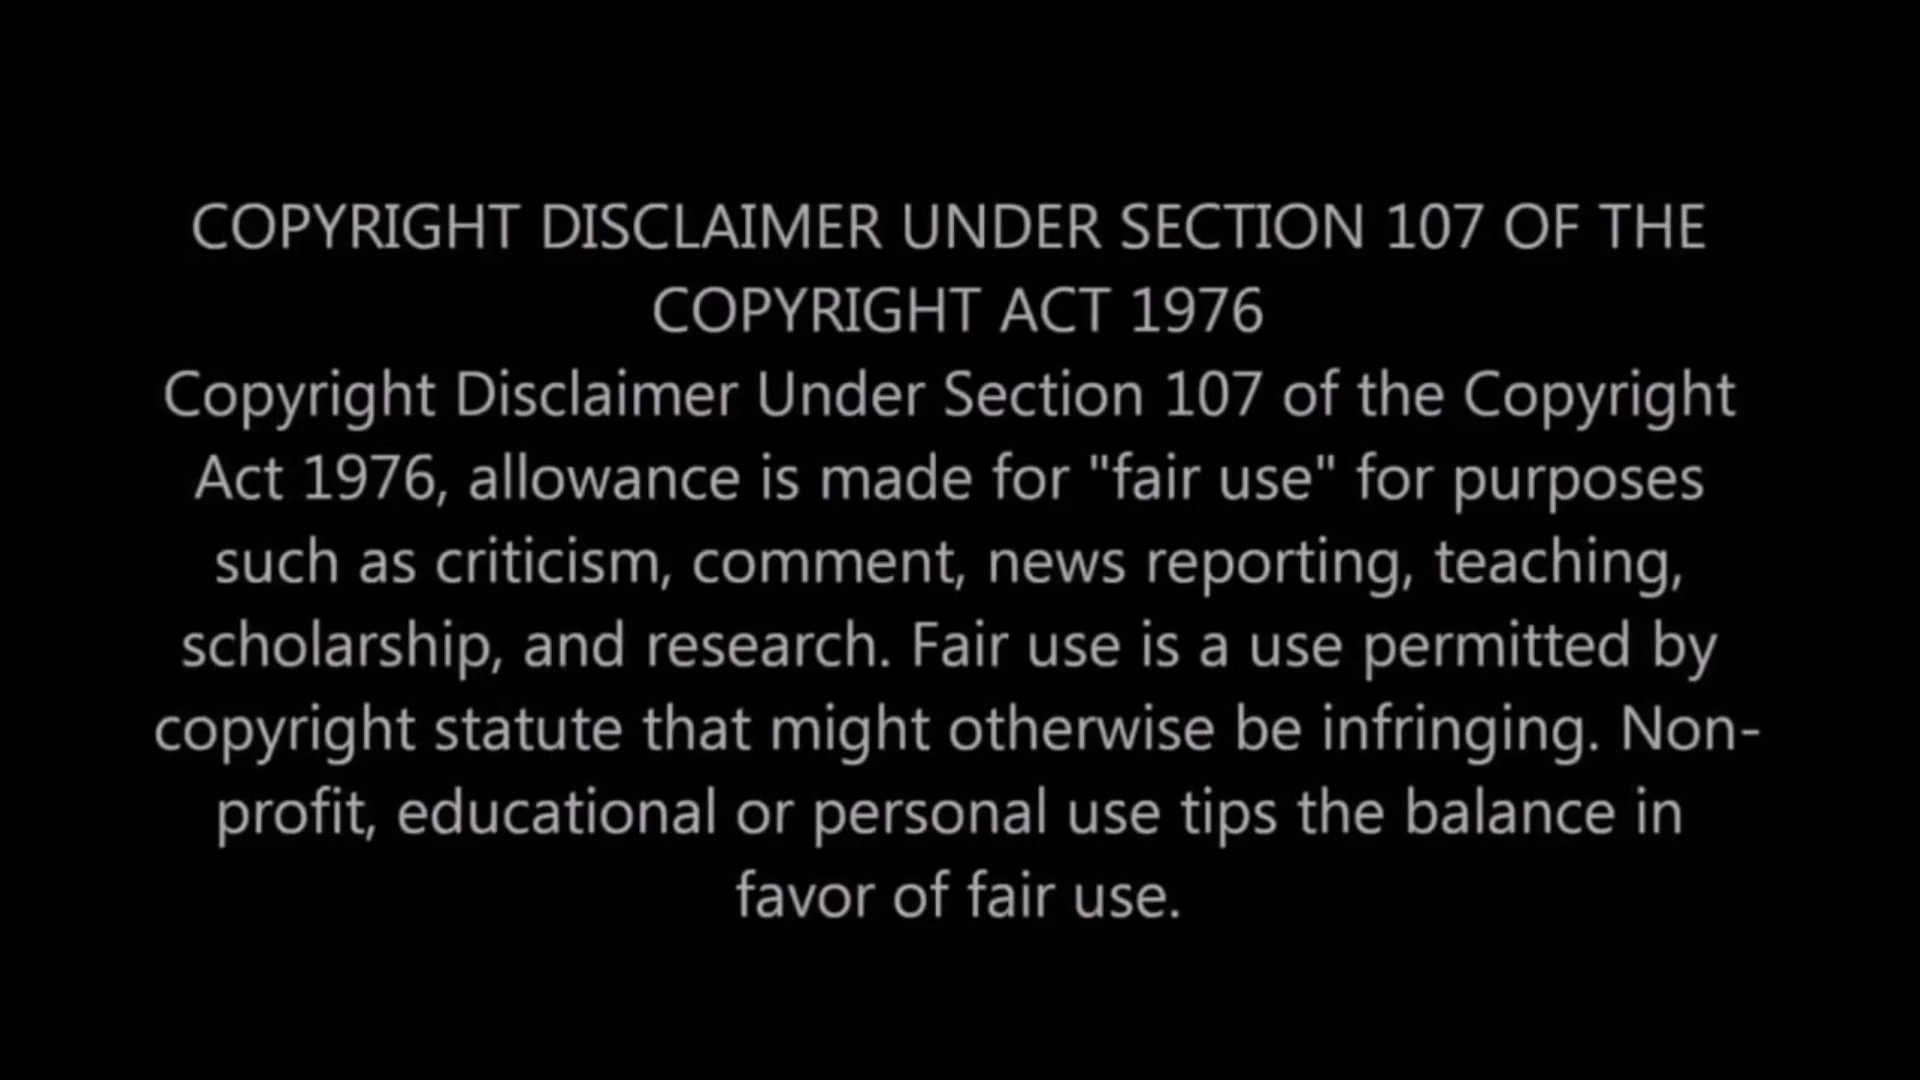 COPYRIGHT DISCLAIMER UNDER SECTION 107 OF THE
COPYRIGHT ACT 1976
Copyright Disclaimer Under Section 107 of the Copyright
Act 1976, allowance is made for "fair use" for purposes
such as criticism, comment, news reporting, teaching,
scholarship, and research. Fair use is a use permitted by
copyright statute that might otherwise be infringing. Non-
profit, educational or personal use tips the balance in
favor of fair use.